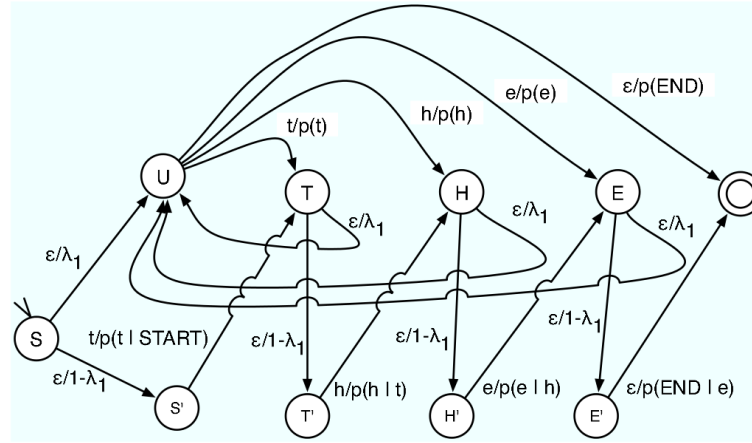 ε/p(END)
e/p(e)
h/p(h)
t/p(t)
U
T
H
E
ε/λ1
ε/λ1
ε/λ1
ε/λ1
S
t/p(t | START)
ε/1-λ1
ε/1-λ1
ε/1-λ1
ε/1-λ1
h/p(h | t)
e/p(e | h)
ε/p(END | e)
S'
T'
H'
E'